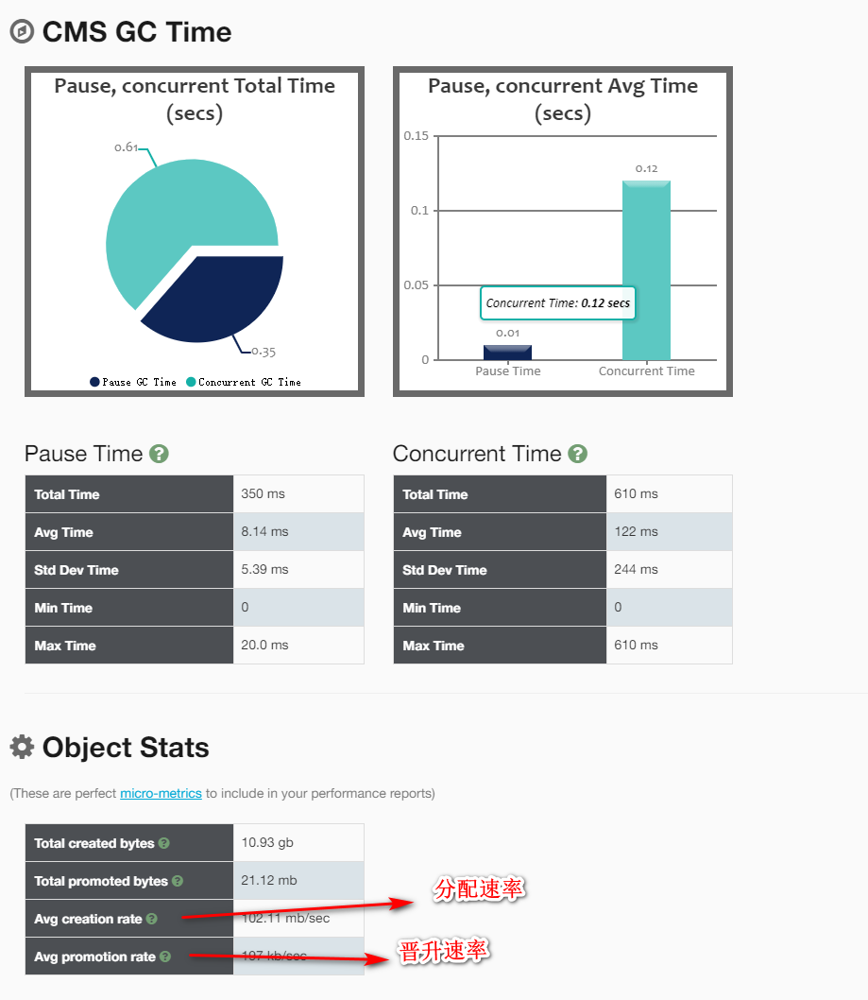 CMS GC Time
Pause, concurrent Total Time
(secs)
0.61
0.35
Pause GC Time
Concurrent GC Time
Pause, concurrent Avg Time
(secs)
0.15
0.12
0.1
0.05
Concurrent Time: 0.12 secs
0.01
0
Pause Time
Concurrent Time
Pause Time ?
Total Time 350 ms
Avg Time 8.14 ms
Std Dev Time 5.39 ms
Min Time 0
Max Time 20.0 ms
Concurrent Time ?
Total Time 610 ms
Avg Time 122 ms
Std Dev Time 244 ms
Min Time 0
Max Time 610 ms
Object Stats
(These are perfect micro-metrics to include in your performance reports)
Total created bytes ? 10.93 gb
Total promoted bytes ? 21.12 mb
分配速率
Avg creation rate ? 102.11 mb/sec
晋升速率
Avg promotion rate ? 197 kb/sec